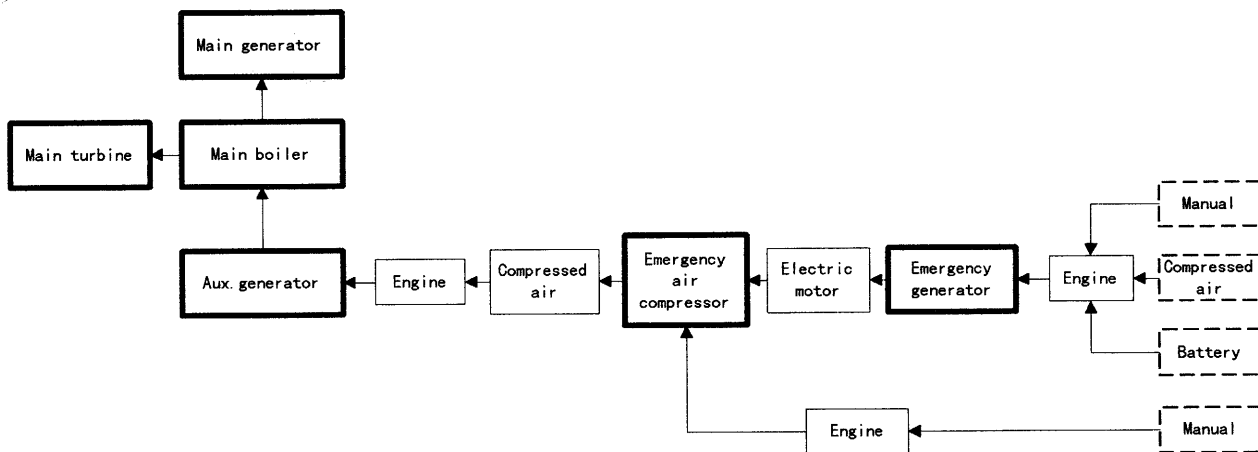 Main generator
Main turbine
Main boiler
Manual
Aux. generator
Engine
Compressed
air
Emergency
air
compressor
Electric
motor
Emergency
generator
Engine
Compressed
air
Battery
Engine
Manual